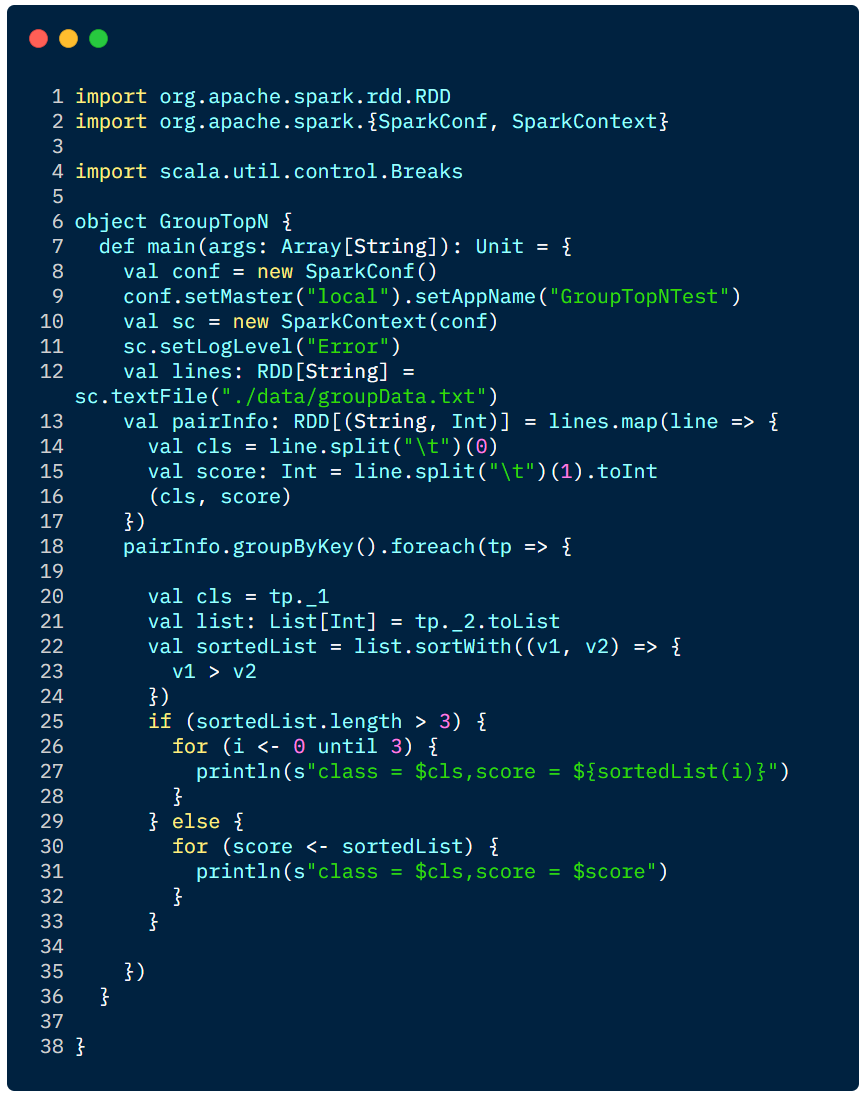 1 import org.apache.spark.rdd.RDD
2 import org.apache.spark.{SparkConf, SparkContext}
3
4 import scala.util.control.Breaks
5
6 object GroupTopN {
7   def main(args: Array[String]): Unit = {
8     val conf = new SparkConf()
9     conf.setMaster("local").setAppName("GroupTopNTest")
10     val sc = new SparkContext(conf)
11     sc.setLogLevel("Error")
12     val lines: RDD[String] =
sc.textFile("./data/groupData.txt")
13     val pairInfo: RDD[(String, Int)] = lines.map(line => {
14       val cls = line.split("\t")(0)
15       val score: Int = line.split("\t")(1).toInt
16       (cls, score)
17     })
18     pairInfo.groupByKey().foreach(tp => {
19
20       val cls = tp._1
21       val list: List[Int] = tp._2.toList
22       val sortedList = list.sortWith((v1, v2) => {
23         v1 > v2
24       })
25       if (sortedList.length > 3) {
26         for (i <- 0 until 3) {
27           println(s"class = $cls,score = ${sortedList(i)}")
28         }
29       } else {
30         for (score <- sortedList) {
31           println(s"class = $cls,score = $score")
32         }
33       }
34
35     })
36   }
37
38 }